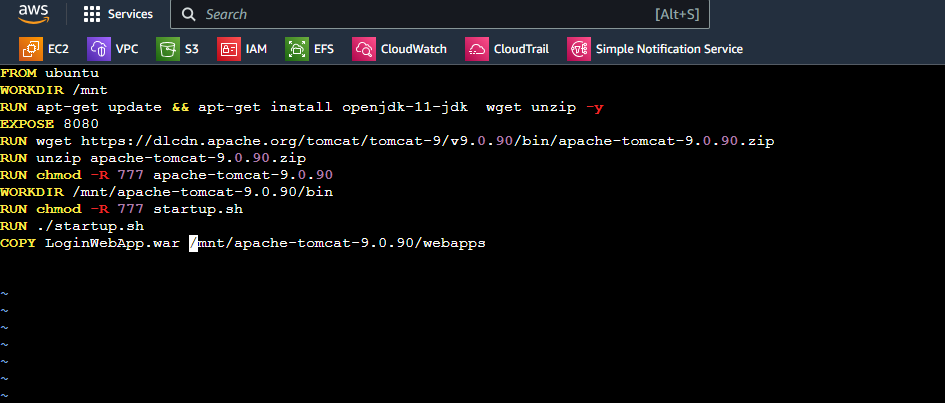 aws Services Search [Alt+S]
EC2 VPC S3 IAM EFS CloudWatch CloudTrail Simple Notification Service
FROM ubuntu
WORKDIR /mnt
RUN apt-get update && apt-get install openjdk-11-jdk  wget unzip -y
EXPOSE 8080
RUN wget https://dlcdn.apache.org/tomcat/tomcat-9/v9.0.90/bin/apache-tomcat-9.0.90.zip
RUN unzip apache-tomcat-9.0.90.zip
RUN chmod -R 777 apache-tomcat-9.0.90
WORKDIR /mnt/apache-tomcat-9.0.90/bin
RUN chmod -R 777 startup.sh
RUN ./startup.sh
COPY LoginWebApp.war /mnt/apache-tomcat-9.0.90/webapps
~
~
~
~
~
~
~